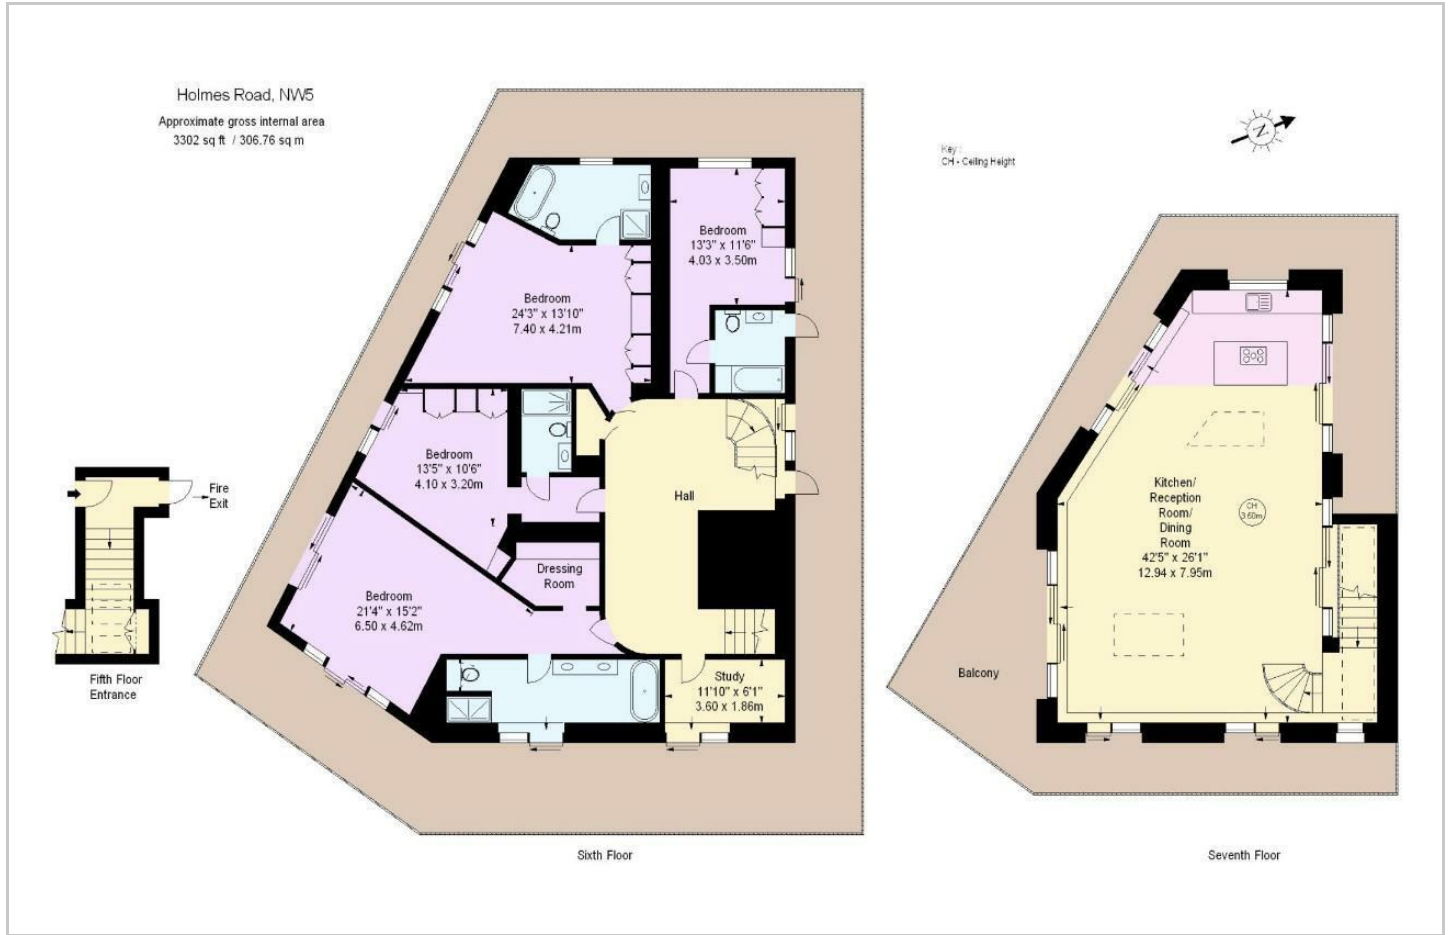 Holmes Road, NW5
Approximate gross internal area
3302 sq ft / 306.76 sq m
N
Key :
CH - Ceiling Height
Bedroom
13'3" x 11'6"
4.03 x 3.50m
Bedroom
24'3" x 13'10"
7.40 x 4.21m
Bedroom
13'5" x 10'6"
4.10 x 3.20m
Hall
Dressing
Room
Bedroom
21'4" x 15'2"
6.50 x 4.62m
Study
11'10" x 6'1"
3.60 x 1.86m
Fire
Exit
Fifth Floor
Entrance
Sixth Floor
Kitchen/
Reception
Room/
Dining
Room
42'5" x 26'1"
12.94 x 7.95m
CH
3.60m
Balcony
Seventh Floor